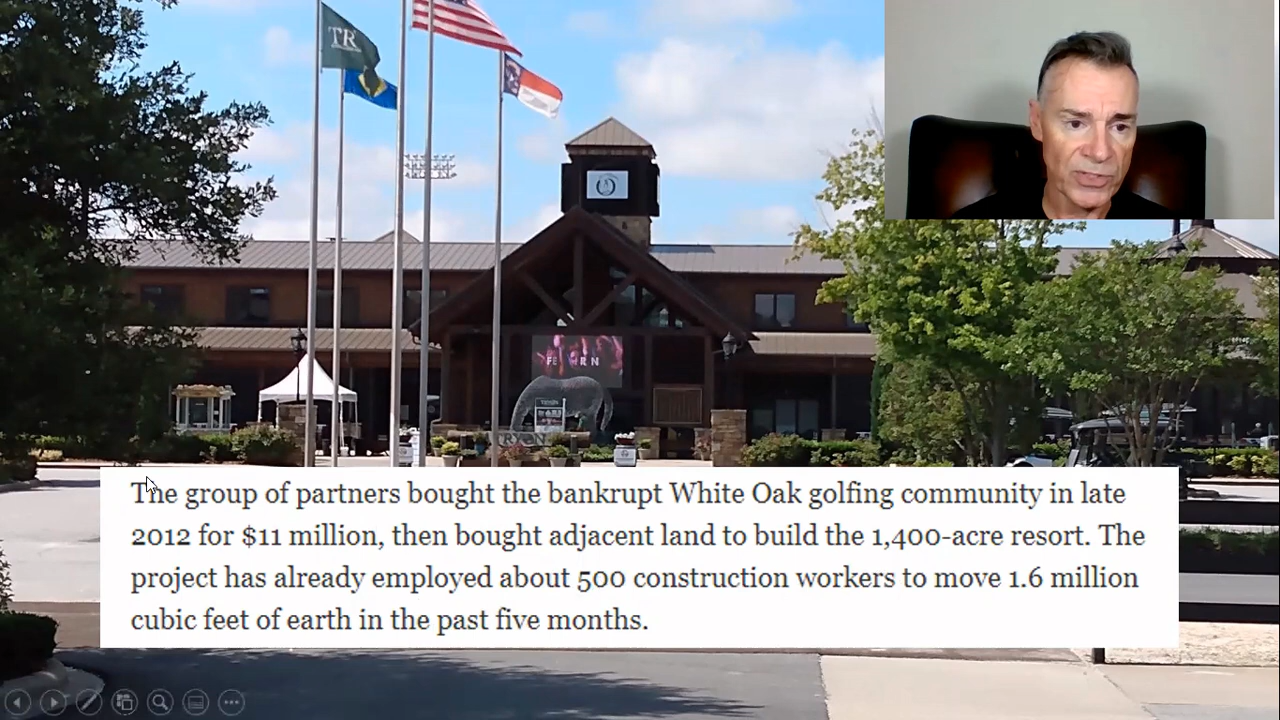 TR
FE RN
TRYON
The group of partners bought the bankrupt White Oak golfing community in late
2012 for $11 million, then bought adjacent land to build the 1,400-acre resort. The
project has already employed about 500 construction workers to move 1.6 million
cubic feet of earth in the past five months.